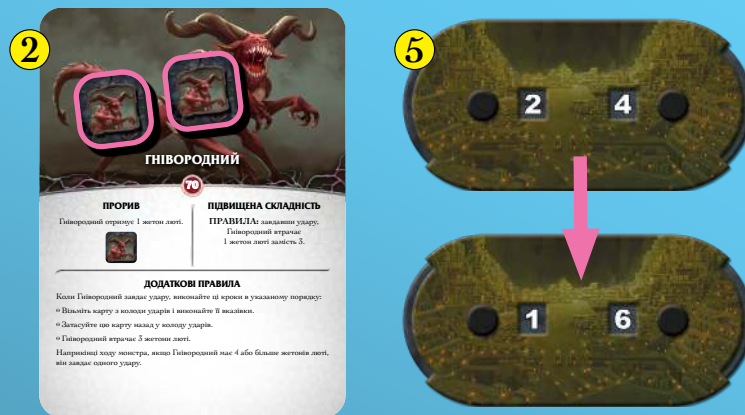 2
ГНІВОРОДНИЙ
70
ПРОРИВ
Гніівородний отримує 1 жетон люті.
ПІДВИЩЕНА СКЛАДНІСТЬ
ПРАВИЛА: завдавши удару,
Гнівородний втрачає
1 жетон люті замість 3.
ДОДАТКОВІ ПРАВИЛА
Коли Гнівородний завдає удару, виконайте ці кроки в указаному порядку:
Візьміть карту з колоди ударів і виконайте її вказівки.
Затасуйте цю карту назад у колоду ударів.
Гнівородний втрачає 3 жетони люті.
Наприкінці ходу монстра, якщо Гнівородний має 4 або більше жетонів люті,
він завдає одного удару.
5
2 4
1 6